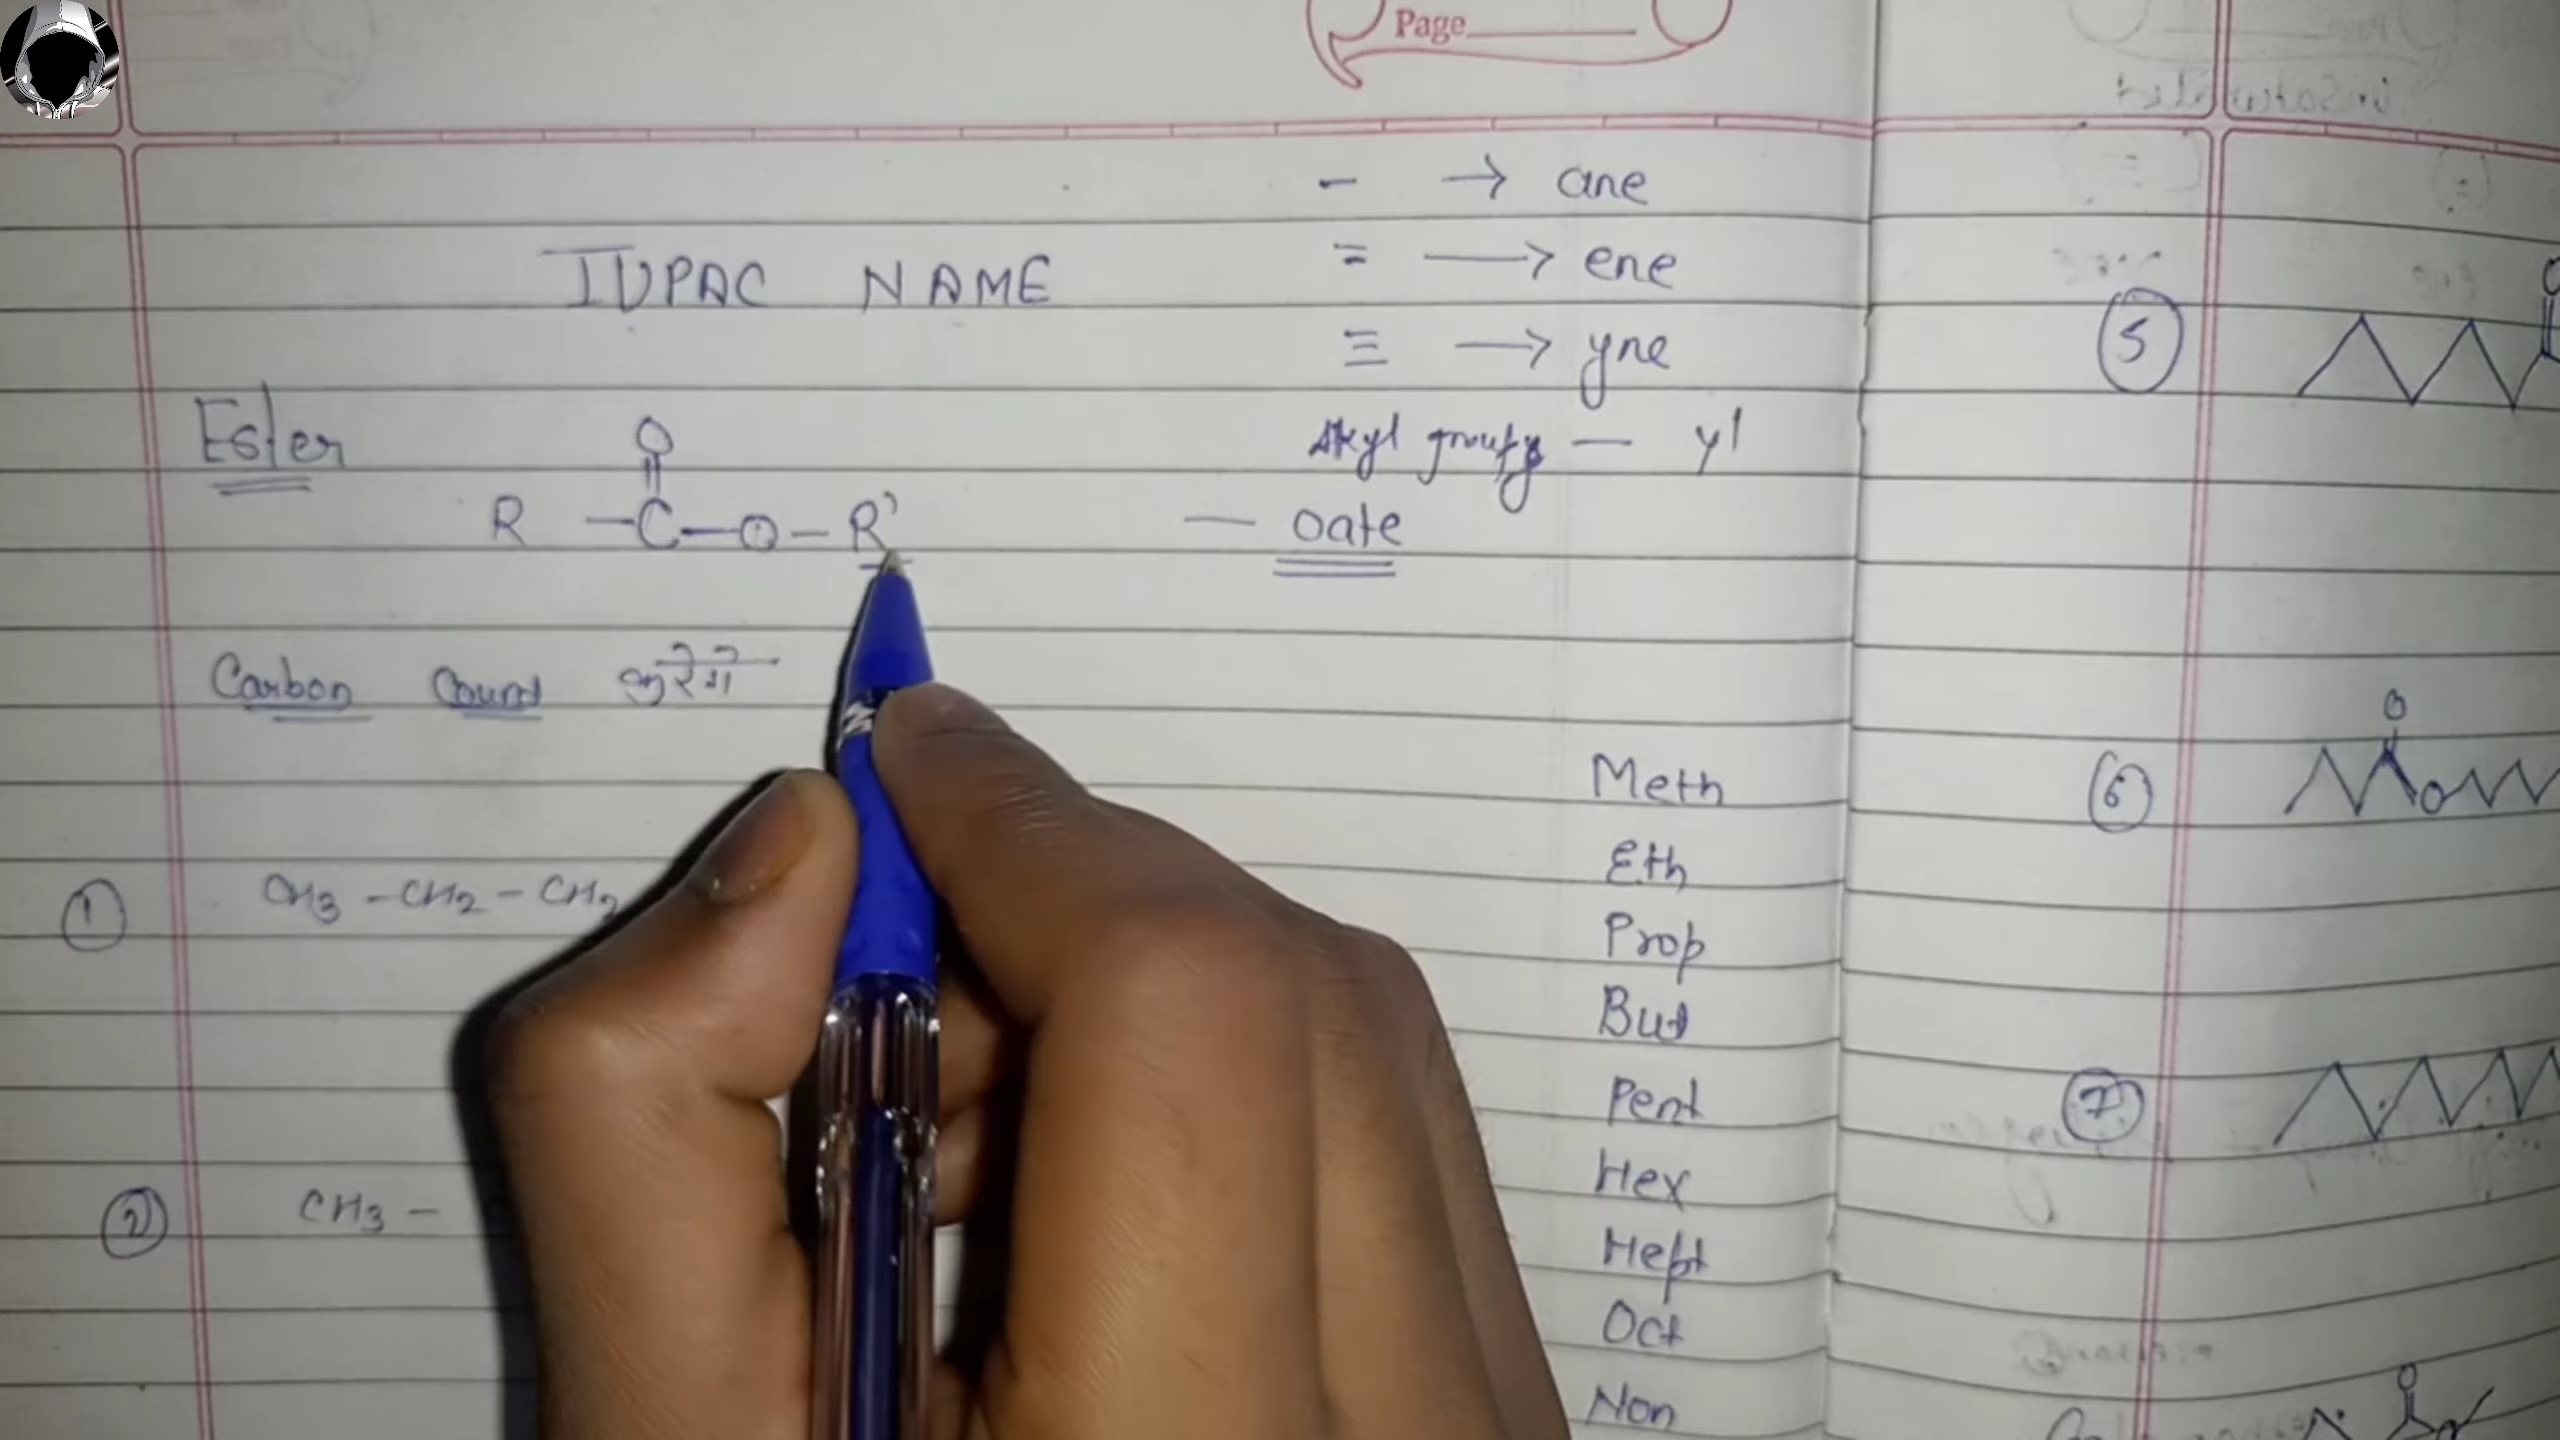 Page
IUPAC NAME
— → ane
= → ene
≡ → yne
Alkyl group — yl
Ester
O
R — C — O — R'
— oate
Carbon Count करेंगे
① CH3 – CH2 – CH2
② CH3 –
Meth
Eth
Prop
But
Pent
Hex
Hept
Oct
Non
⑤
O
⑥
O
O
⑦
O